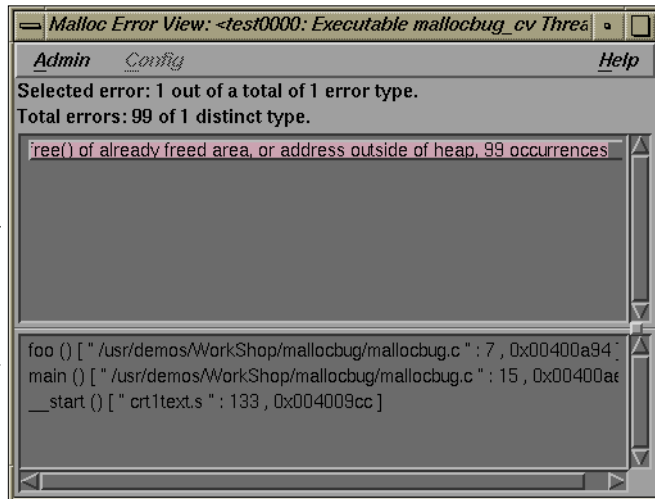 Malloc Error View: <test0000: Executable mallocbug_cv Threa
Admin Config Help
Selected error: 1 out of a total of 1 error type.
Total errors: 99 of 1 distinct type.
ree() of already freed area, or address outside of heap, 99 occurrences
foo () [ " /usr/demos/WorkShop/mallocbug/mallocbug.c " : 7 , 0x00400a94 ]
main () [ " /usr/demos/WorkShop/mallocbug/mallocbug.c " : 15 , 0x00400ae
__start () [ " crt1text.s " : 133 , 0x004009cc ]